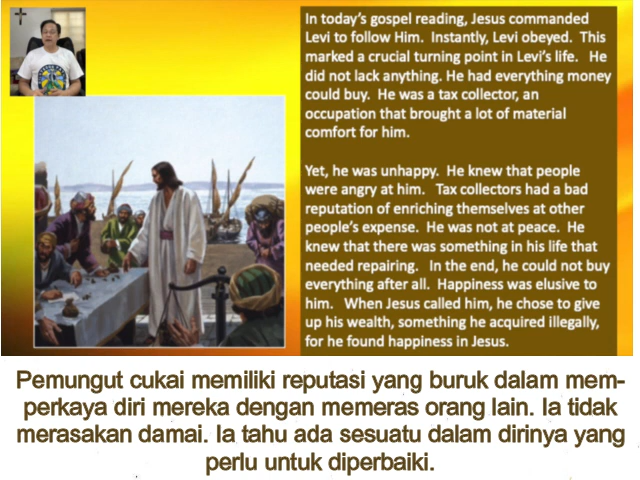 In today's gospel reading, Jesus commanded
Levi to follow Him.  Instantly, Levi obeyed.  This
marked a crucial turning point in Levi's life.   He
did not lack anything. He had everything money
could buy.  He was a tax collector, an
occupation that brought a lot of material
comfort for him.
Yet, he was unhappy.  He knew that people
were angry at him.   Tax collectors had a bad
reputation of enriching themselves at other
people's expense.  He was not at peace.  He
knew that there was something in his life that
needed repairing.   In the end, he could not buy
everything after all.  Happiness was elusive to
him.   When Jesus called him, he chose to give
up his wealth, something he acquired illegally,
for he found happiness in Jesus.
Pemungut cukai memiliki reputasi yang buruk dalam mem-
perkaya diri mereka dengan memeras orang lain. Ia tidak
merasakan damai. Ia tahu ada sesuatu dalam dirinya yang
perlu untuk diperbaiki.